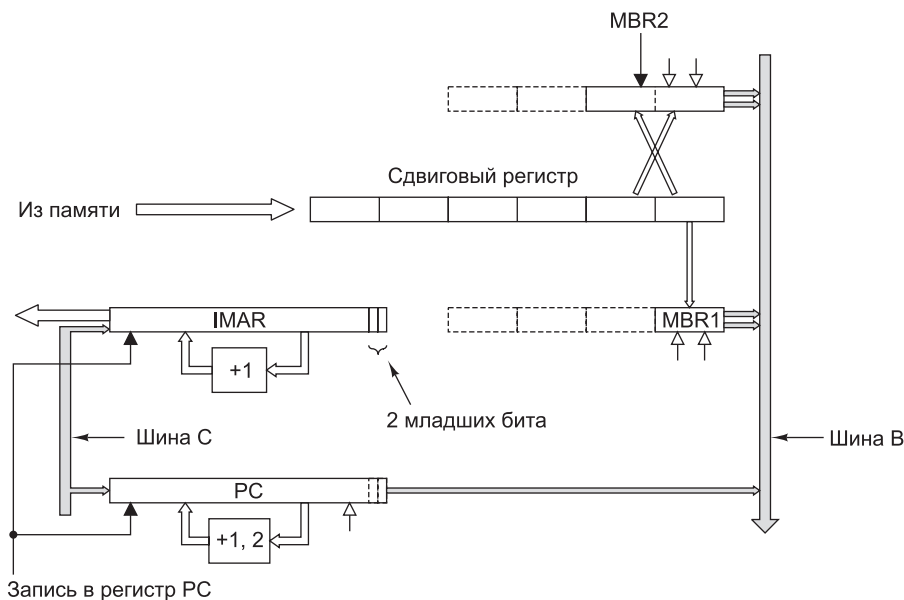 MBR2
Сдвиговый регистр
Из памяти
IMAR
MBR1
+1
2 младших бита
Шина C
Шина B
PC
+1, 2
Запись в регистр PC